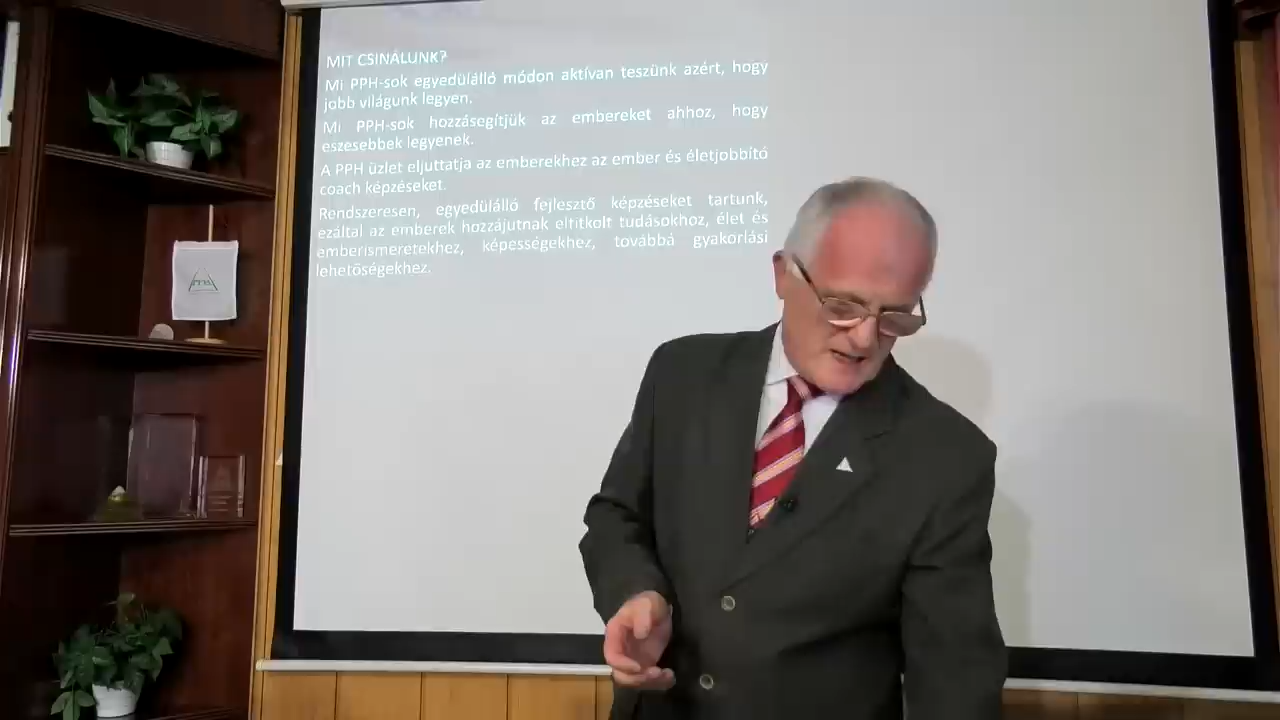 MIT CSINÁLUNK?
Mi PPH-sok egyedülálló módon aktívan teszünk azért, hogy
jobb világunk legyen.
Mi PPH-sok hozzásegítjük az embereket ahhoz, hogy
eszesebbek legyenek.
A PPH üzlet eljuttatja az emberekhez az ember és életjobbító
coach képzéseket.
Rendszeresen, egyedülálló fejlesztő képzéseket tartunk,
ezáltal az emberek hozzájutnak eltitkolt tudásokhoz, élet és
emberismeretekhez, képességekhez, továbbá gyakorlási
lehetőségekhez.